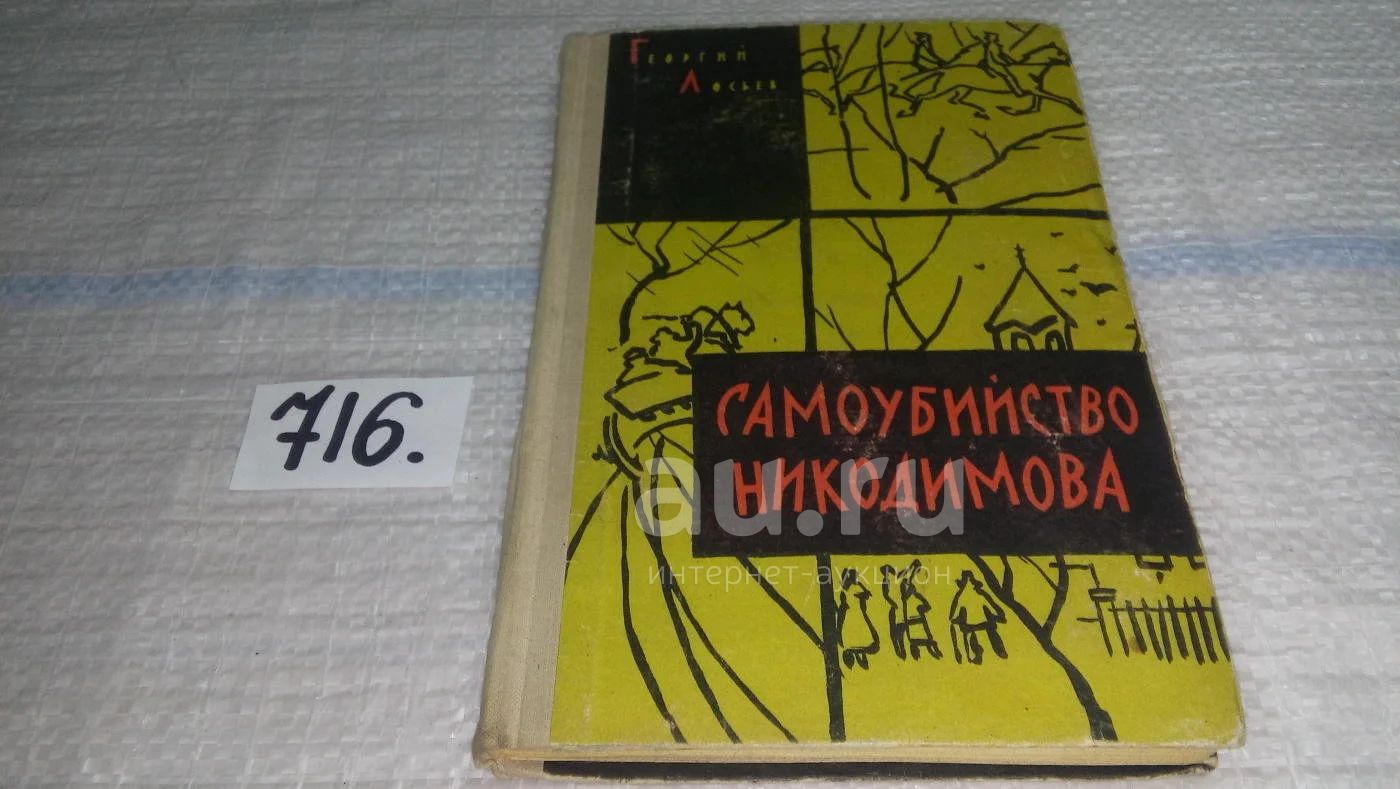 Георгий
Лосьев
716.
САМОУБИЙСТВО
НИКОДИМОВА
au.ru
интернет-аукцион